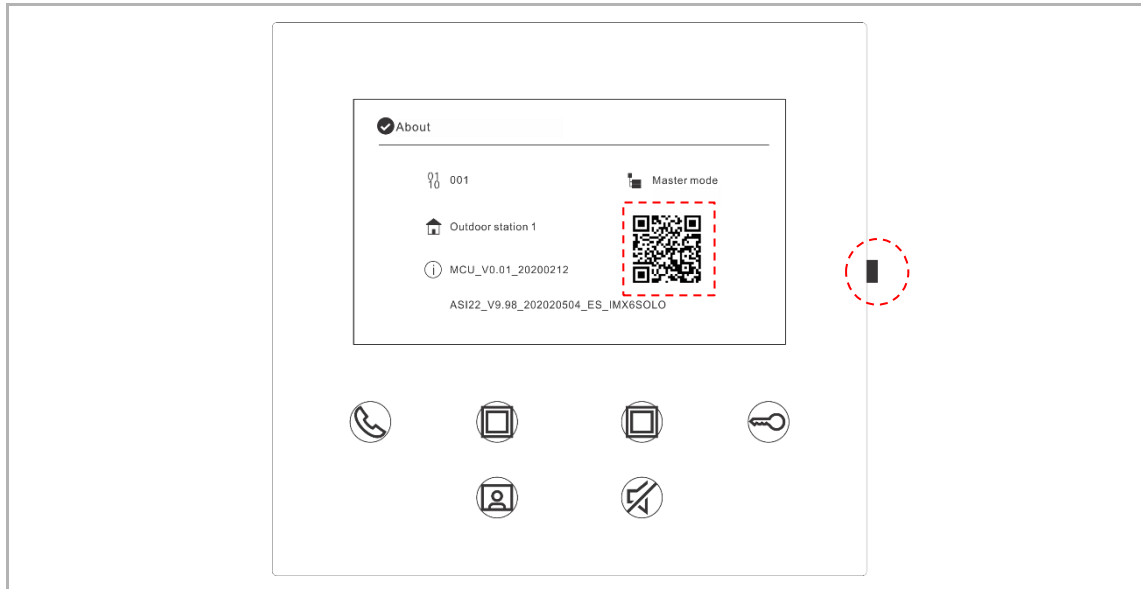 About
001
Master mode
Outdoor station 1
MCU_V0.01_20200212
ASI22_V9.98_202020504_ES_IMX6SOLO